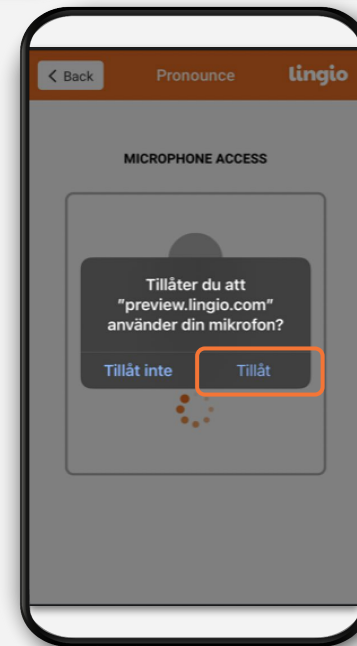 Back
Pronounce
lingio
MICROPHONE ACCESS
Tillåter du att
"preview.lingio.com"
använder din mikrofon?
Tillåt inte
Tillåt